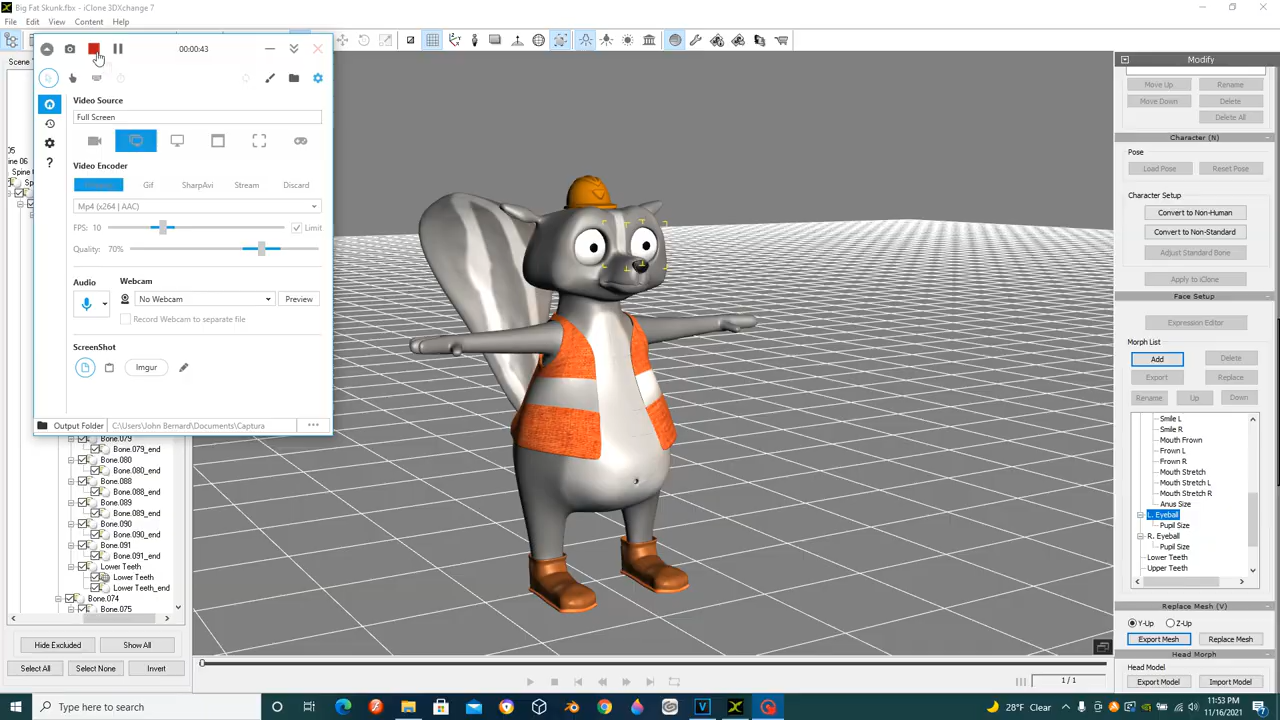 Big Fat Skunk.fbx - iClone 3DXchange 7
File Edit View Content Help
Scene
00:00:43
Video Source
Full Screen
Video Encoder
Gif SharpAvi Stream Discard
Mp4 (x264 | AAC)
FPS: 10 Limit
Quality: 70%
Audio Webcam
No Webcam Preview
Record Webcam to separate file
ScreenShot
Imgur
Output Folder C:\Users\John Bernard\Documents\Captura ...
05
ine 06
Spine
Sp
Bone.079
Bone.079_end
Bone.080
Bone.080_end
Bone.088
Bone.088_end
Bone.089
Bone.089_end
Bone.090
Bone.090_end
Bone.091
Bone.091_end
Lower Teeth
Lower Teeth
Lower Teeth_end
Bone.074
Bone.075
Hide Excluded Show All
Select All Select None Invert
Modify
Move Up Rename
Move Down Delete
Delete All
Character (N)
Pose
Load Pose Reset Pose
Character Setup
Convert to Non-Human
Convert to Non-Standard
Adjust Standard Bone
Apply to iClone
Face Setup
Expression Editor
Morph List
Add Delete
Export Replace
Rename Up Down
Smile L
Smile R
Mouth Frown
Frown L
Frown R
Mouth Stretch
Mouth Stretch L
Mouth Stretch R
Anus Size
L. Eyeball
Pupil Size
R. Eyeball
Pupil Size
Lower Teeth
Upper Teeth
Replace Mesh (V)
Y-Up Z-Up
Export Mesh Replace Mesh
Head Morph
Head Model
Export Model Import Model
1 / 1
Type here to search
28°F Clear
11:53 PM
11/16/2021